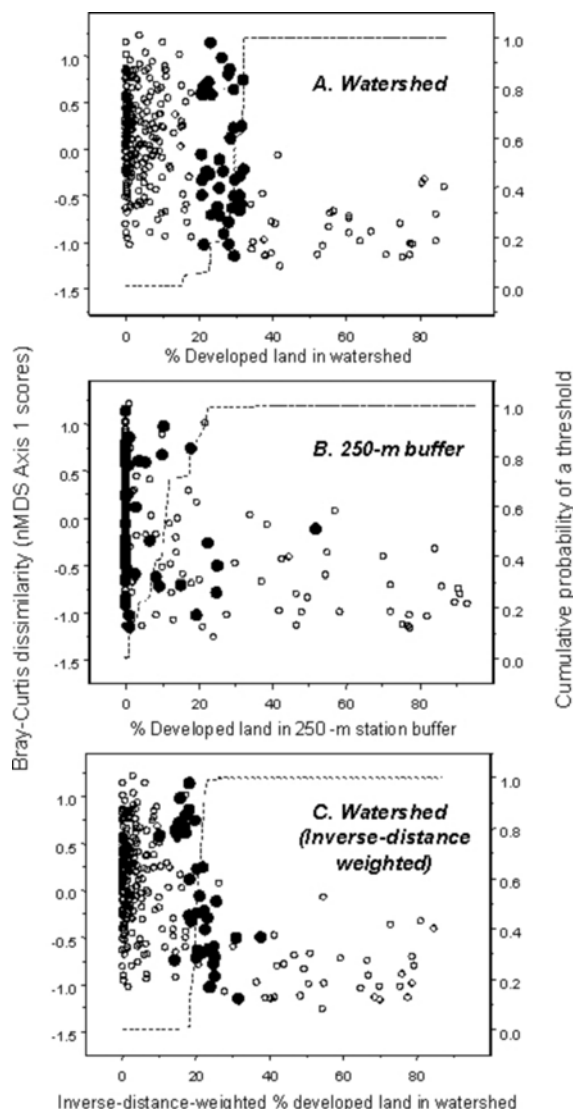 Bray-Curtis dissimilarity (nMDS Axis 1 scores)
Cumulative probability of a threshold
1.0
0.5
0.0
-0.5
-1.0
-1.5
A. Watershed
1.0
0.8
0.6
0.4
0.2
0.0
0 20 40 60 80
% Developed land in watershed
1.0
0.5
0.0
-0.5
-1.0
-1.5
B. 250-m buffer
1.0
0.8
0.6
0.4
0.2
0.0
0 20 40 60 80
% Developed land in 250 -m station buffer
1.0
0.5
0.0
-0.5
-1.0
-1.5
C. Watershed
(Inverse-distance
weighted)
1.0
0.8
0.6
0.4
0.2
0.0
0 20 40 60 80
Inverse-distance-weighted % developed land in watershed